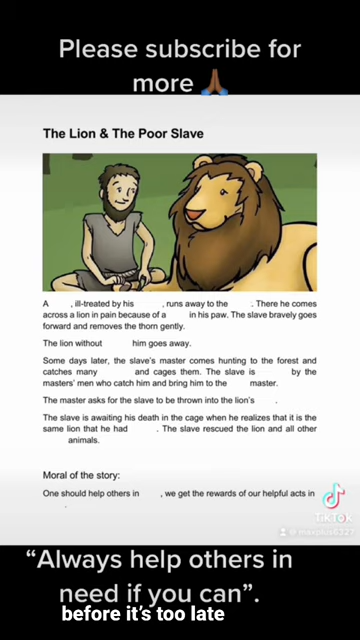 Please subscribe for
more 🙏🏾
The Lion & The Poor Slave
A , ill-treated by his , runs away to the . There he comes
across a lion in pain because of a in his paw. The slave bravely goes
forward and removes the thorn gently.
The lion without him goes away.
Some days later, the slave's master comes hunting to the forest and
catches many and cages them. The slave is by the
masters' men who catch him and bring him to the master.
The master asks for the slave to be thrown into the lion's .
The slave is awaiting his death in the cage when he realizes that it is the
same lion that he had . The slave rescued the lion and all other
animals.
Moral of the story:
One should help others in , we get the rewards of our helpful acts in
.
TikTok
@maxplus6327
“Always help others in
need if you can”.
before it's too late